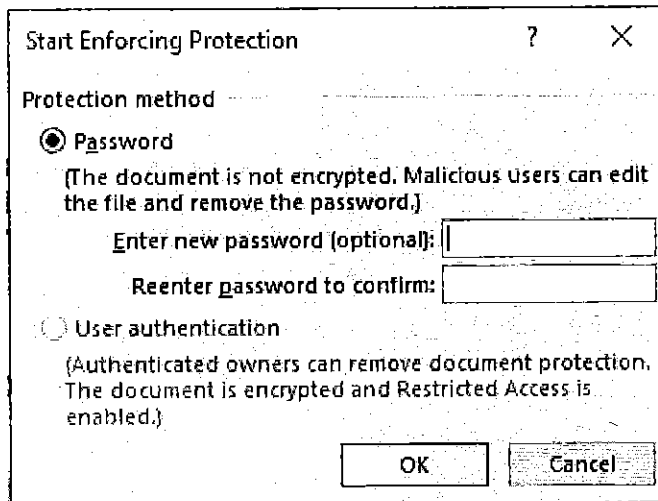 Start Enforcing Protection ? ×
Protection method
Password
(The document is not encrypted. Malicious users can edit
the file and remove the password.)
Enter new password (optional):
Reenter password to confirm:
User authentication
(Authenticated owners can remove document protection.
The document is encrypted and Restricted Access is
enabled.)
OK Cancel